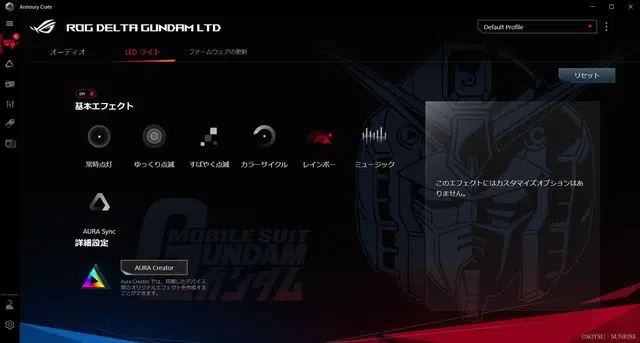 Armoury Crate
ROG DELTA GUNDAM LTD
Default Profile
オーディオ
LED ライト
ファームウェアの更新
リセット
on
基本エフェクト
常時点灯
ゆっくり点滅
すばやく点滅
カラーサイクル
レインボー
ミュージック
このエフェクトにはカスタマイズオプションはあ
りません。
AURA Sync
詳細設定
MOBILE SUIT
GUNDAM
ガンダム
AURA Creator
Aura Creator では、同期したデバイス
間のオリジナルエフェクトを作成する
ことができます。
©SOTSU・SUNRISE